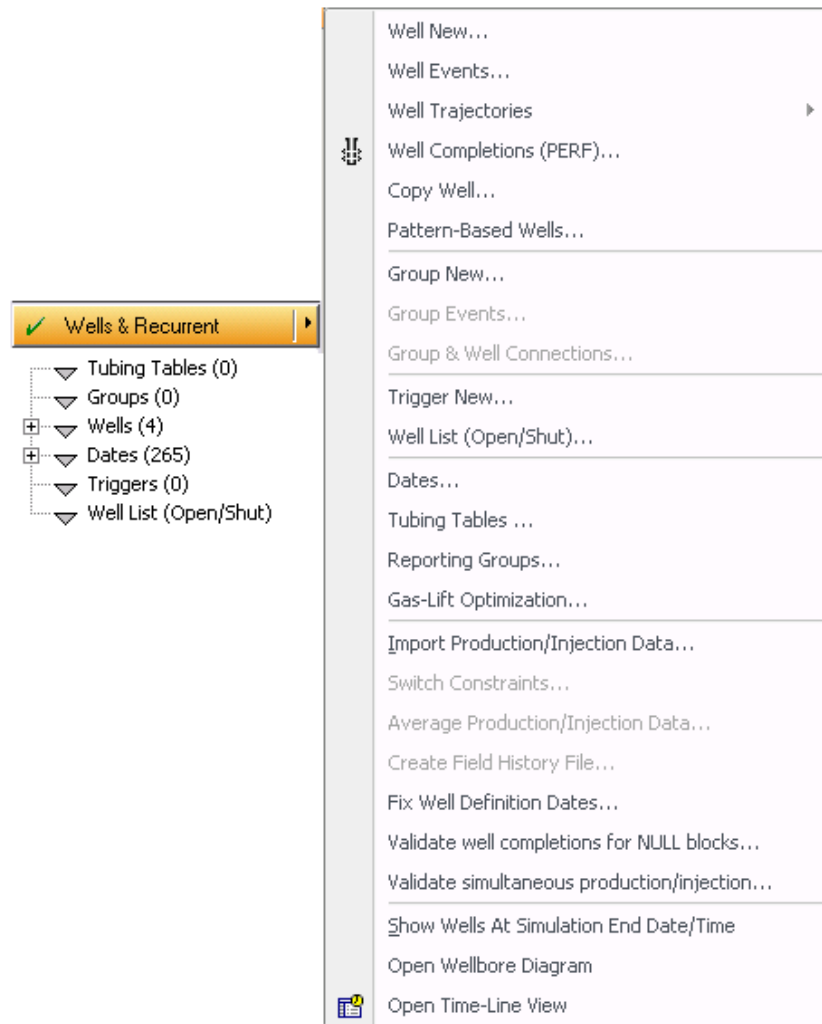 Wells & Recurrent
Tubing Tables (0)
Groups (0)
Wells (4)
Dates (265)
Triggers (0)
Well List (Open/Shut)
Well New...
Well Events...
Well Trajectories
Well Completions (PERF)...
Copy Well...
Pattern-Based Wells...
Group New...
Group Events...
Group & Well Connections...
Trigger New...
Well List (Open/Shut)...
Dates...
Tubing Tables ...
Reporting Groups...
Gas-Lift Optimization...
Import Production/Injection Data...
Switch Constraints...
Average Production/Injection Data...
Create Field History File...
Fix Well Definition Dates...
Validate well completions for NULL blocks...
Validate simultaneous production/injection...
Show Wells At Simulation End Date/Time
Open Wellbore Diagram
Open Time-Line View